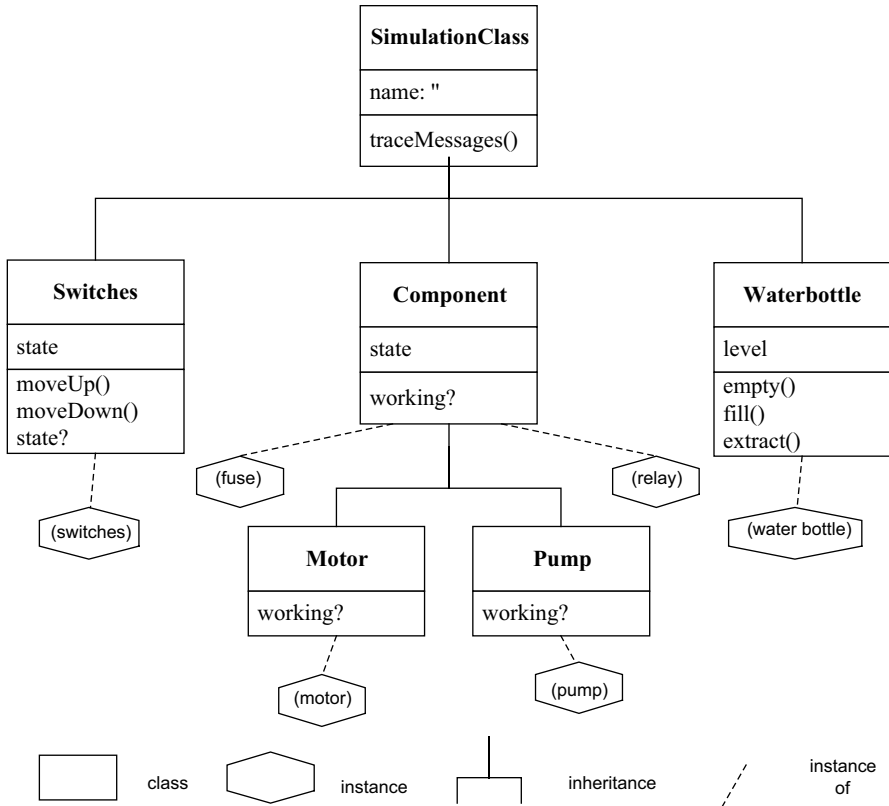 SimulationClass
name: "
traceMessages()
Switches
state
moveUp()
moveDown()
state?
Component
state
working?
Waterbottle
level
empty()
fill()
extract()
(switches)
(fuse)
(relay)
(water bottle)
Motor
working?
Pump
working?
(motor)
(pump)
class
instance
inheritance
instance
of